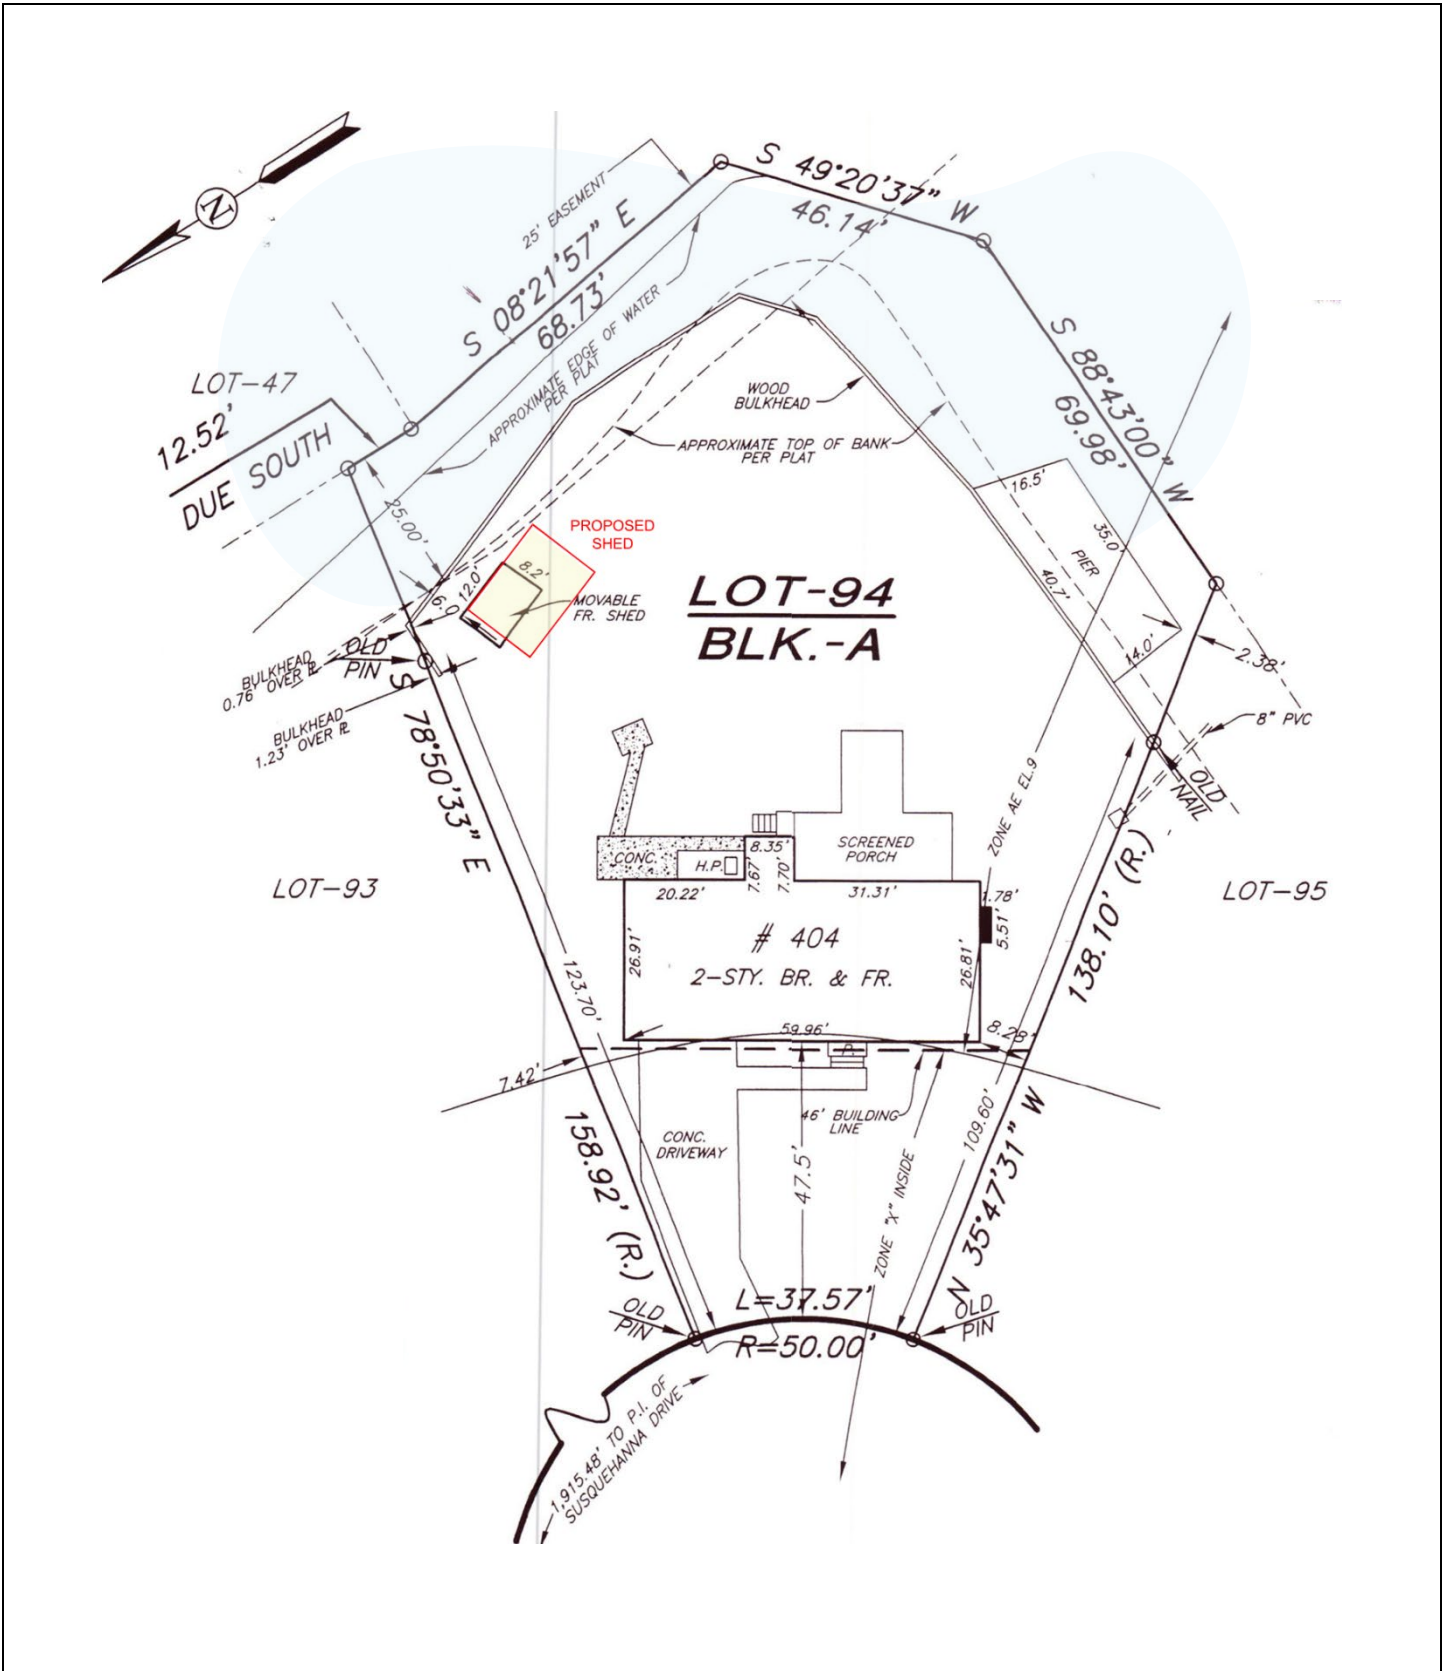 N
S 49°20'37" W
46.14'
25' EASEMENT
S 08°21'57" E
68.73'
APPROXIMATE EDGE OF WATER
PER PLAT
LOT-47
12.52'
DUE SOUTH
25.00'
WOOD
BULKHEAD
APPROXIMATE TOP OF BANK
PER PLAT
S 88°43'00" W
69.98'
16.5'
35.0'
PIER
40.7'
14.0'
2.38'
8" PVC
OLD
NAIL
PROPOSED
SHED
8.2'
12.0'
6.0
MOVABLE
FR. SHED
LOT-94
BLK.-A
BULKHEAD
0.76' OVER ⅊
OLD
PIN
BULKHEAD
1.23' OVER ⅊
S 78°50'33" E
ZONE AE EL.9
CONC.
H.P.
8.35'
7.67'
7.70'
SCREENED
PORCH
LOT-93
LOT-95
20.22'
31.31'
1.78'
5.51'
26.91'
# 404
2-STY. BR. & FR.
26.81'
138.10' (R.)
123.70'
59.96'
8.28'
P.
7.42'
46' BUILDING
LINE
109.60'
158.92' (R.)
CONC.
DRIVEWAY
47.5'
ZONE "X" INSIDE
N 35°47'31" W
OLD
PIN
L=37.57'
R=50.00'
OLD
PIN
1,915.48' TO P.I. OF
SUSQUEHANNA DRIVE